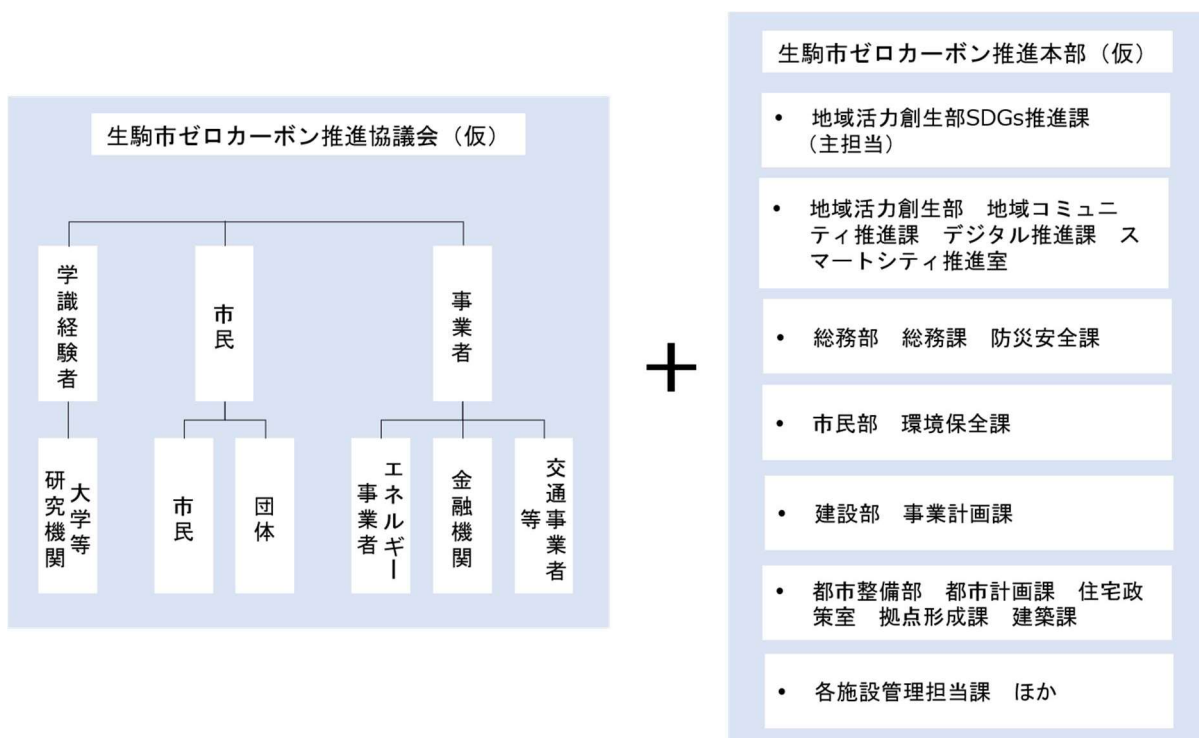 生駒市ゼロカーボン推進協議会（仮）
学識経験者
市民
事業者
大学等
研究機関
市民
団体
エネルギー
事業者
金融機関
交通事業者
等
＋
生駒市ゼロカーボン推進本部（仮）
• 地域活力創生部SDGs推進課
（主担当）
• 地域活力創生部　地域コミュニ
ティ推進課　デジタル推進課　ス
マートシティ推進室
• 総務部　総務課　防災安全課
• 市民部　環境保全課
• 建設部　事業計画課
• 都市整備部　都市計画課　住宅政
策室　拠点形成課　建築課
• 各施設管理担当課　ほか